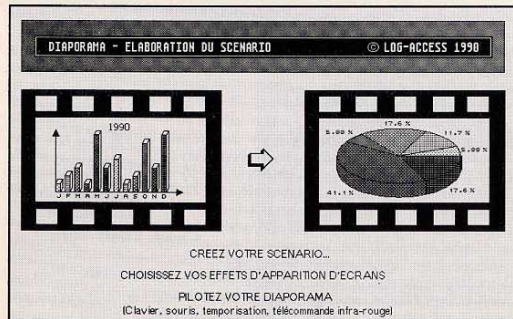 DIAPORAMA - ELABORATION DU SCENARIO © LOG-ACCESS 1990
1990
J F M A M J J A S O N D
17.6 %
5.88 %
11.7 %
5.88 %
41.1 %
17.6 %
CREEZ VOTRE SCENARIO...
CHOISISSEZ VOS EFFETS D'APPARITION D'ECRANS
PILOTEZ VOTRE DIAPORAMA
(Clavier, souris, temporisation, télécommande infra-rouge)